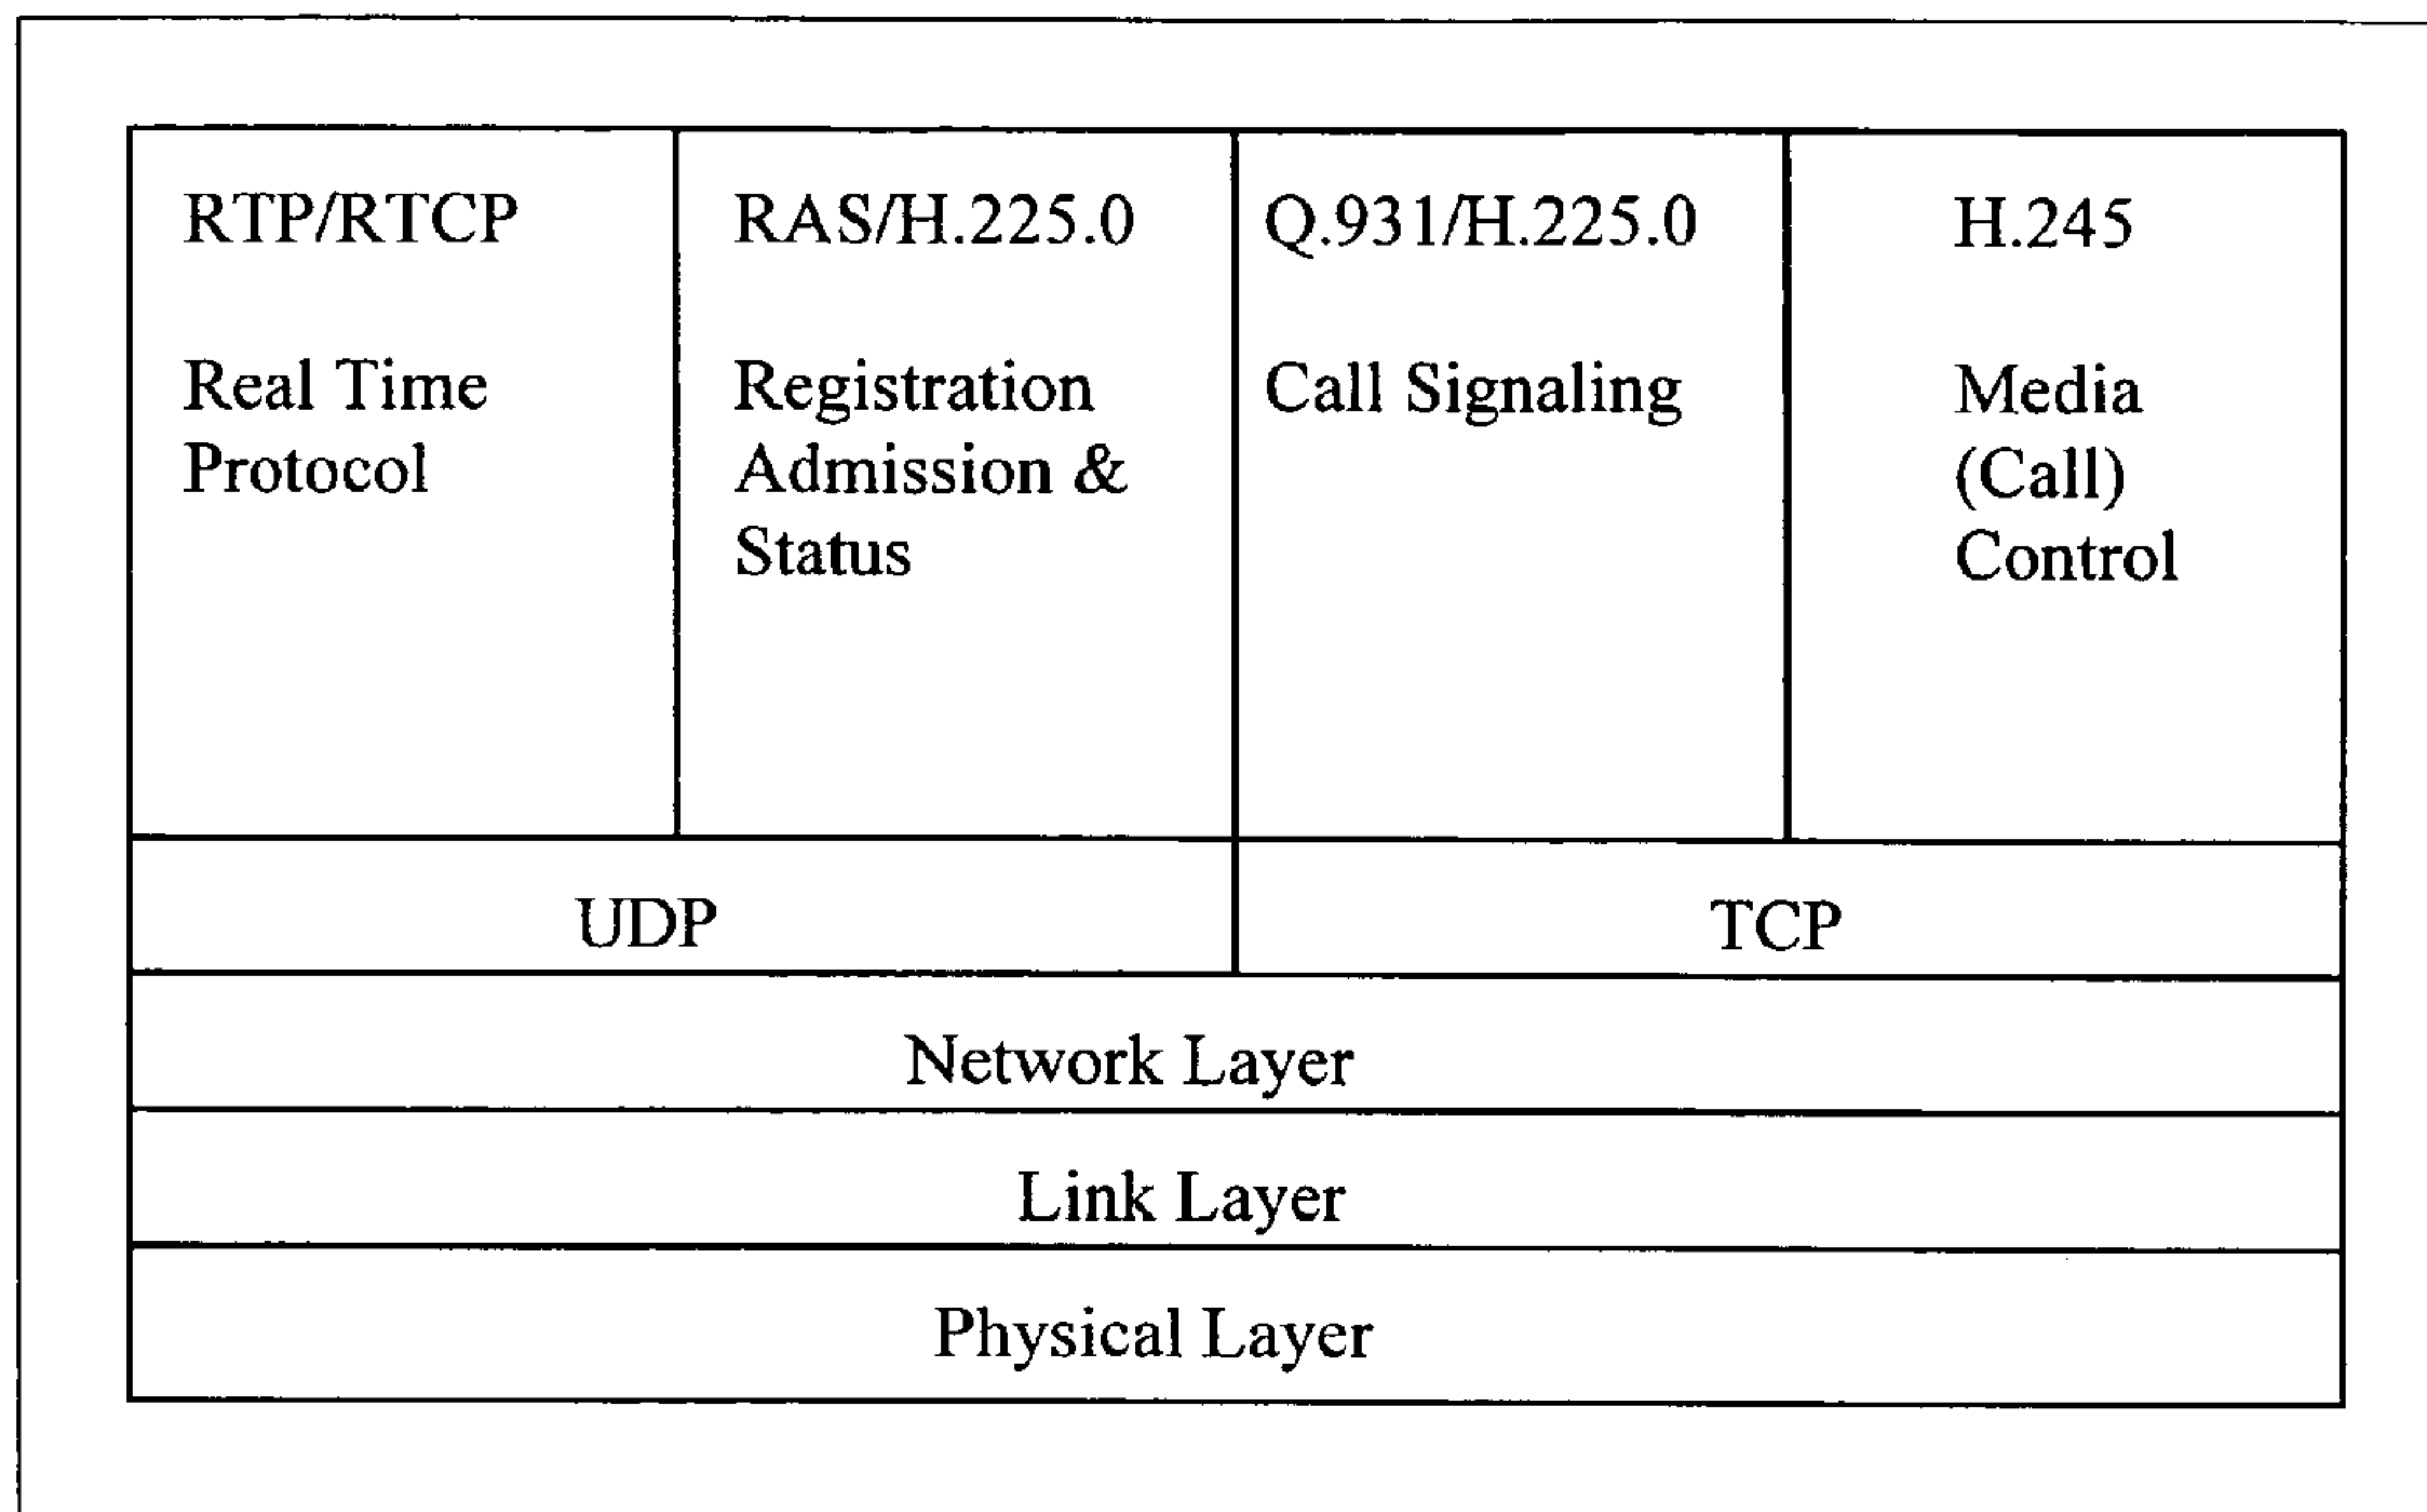 RTP/RTCP
Real Time
Protocol
RAS/H.225.0
Registration
Admission &
Status
Q.931/H.225.0
Call Signaling
H.245
Media
(Call)
Control
UDP
TCP
Network Layer
Link Layer
Physical Layer